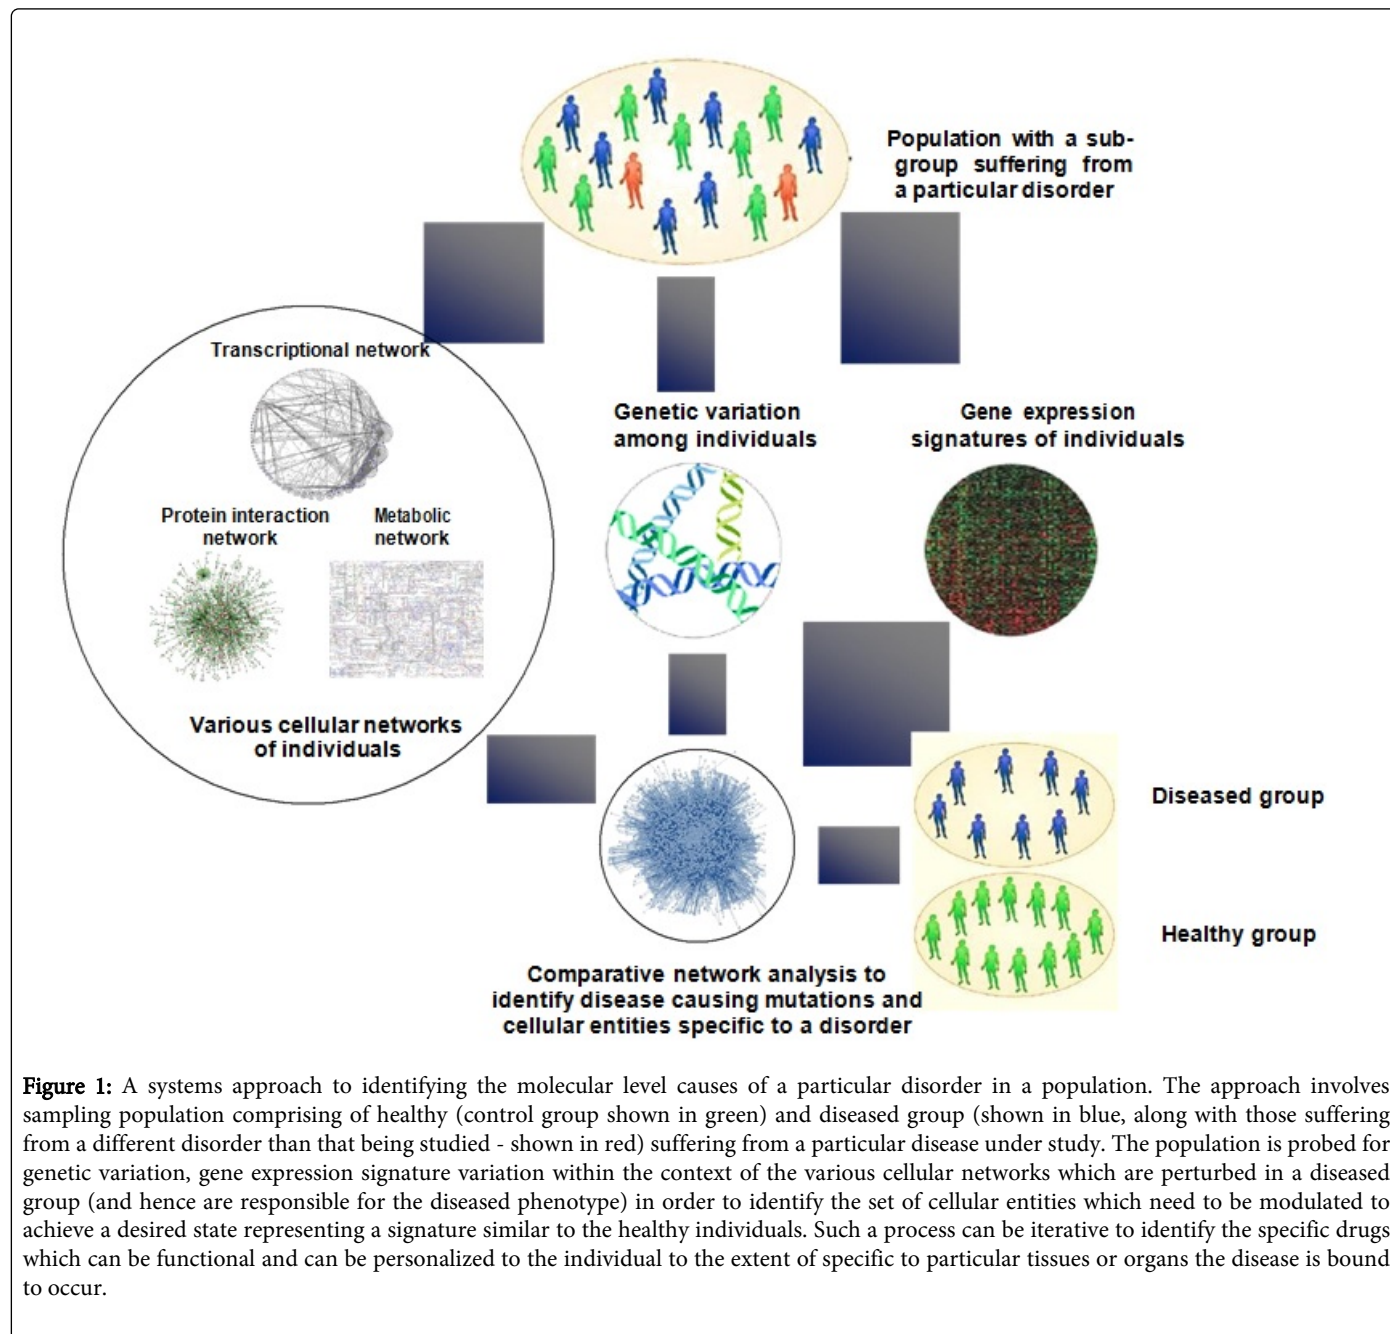 Population with a sub-
group suffering from
a particular disorder
Transcriptional network
Genetic variation
among individuals
Gene expression
signatures of individuals
Protein interaction
network
Metabolic
network
Various cellular networks
of individuals
Diseased group
Healthy group
Comparative network analysis to
identify disease causing mutations and
cellular entities specific to a disorder
Figure 1: A systems approach to identifying the molecular level causes of a particular disorder in a population. The approach involves
sampling population comprising of healthy (control group shown in green) and diseased group (shown in blue, along with those suffering
from a different disorder than that being studied - shown in red) suffering from a particular disease under study. The population is probed for
genetic variation, gene expression signature variation within the context of the various cellular networks which are perturbed in a diseased
group (and hence are responsible for the diseased phenotype) in order to identify the set of cellular entities which need to be modulated to
achieve a desired state representing a signature similar to the healthy individuals. Such a process can be iterative to identify the specific drugs
which can be functional and can be personalized to the individual to the extent of specific to particular tissues or organs the disease is bound
to occur.